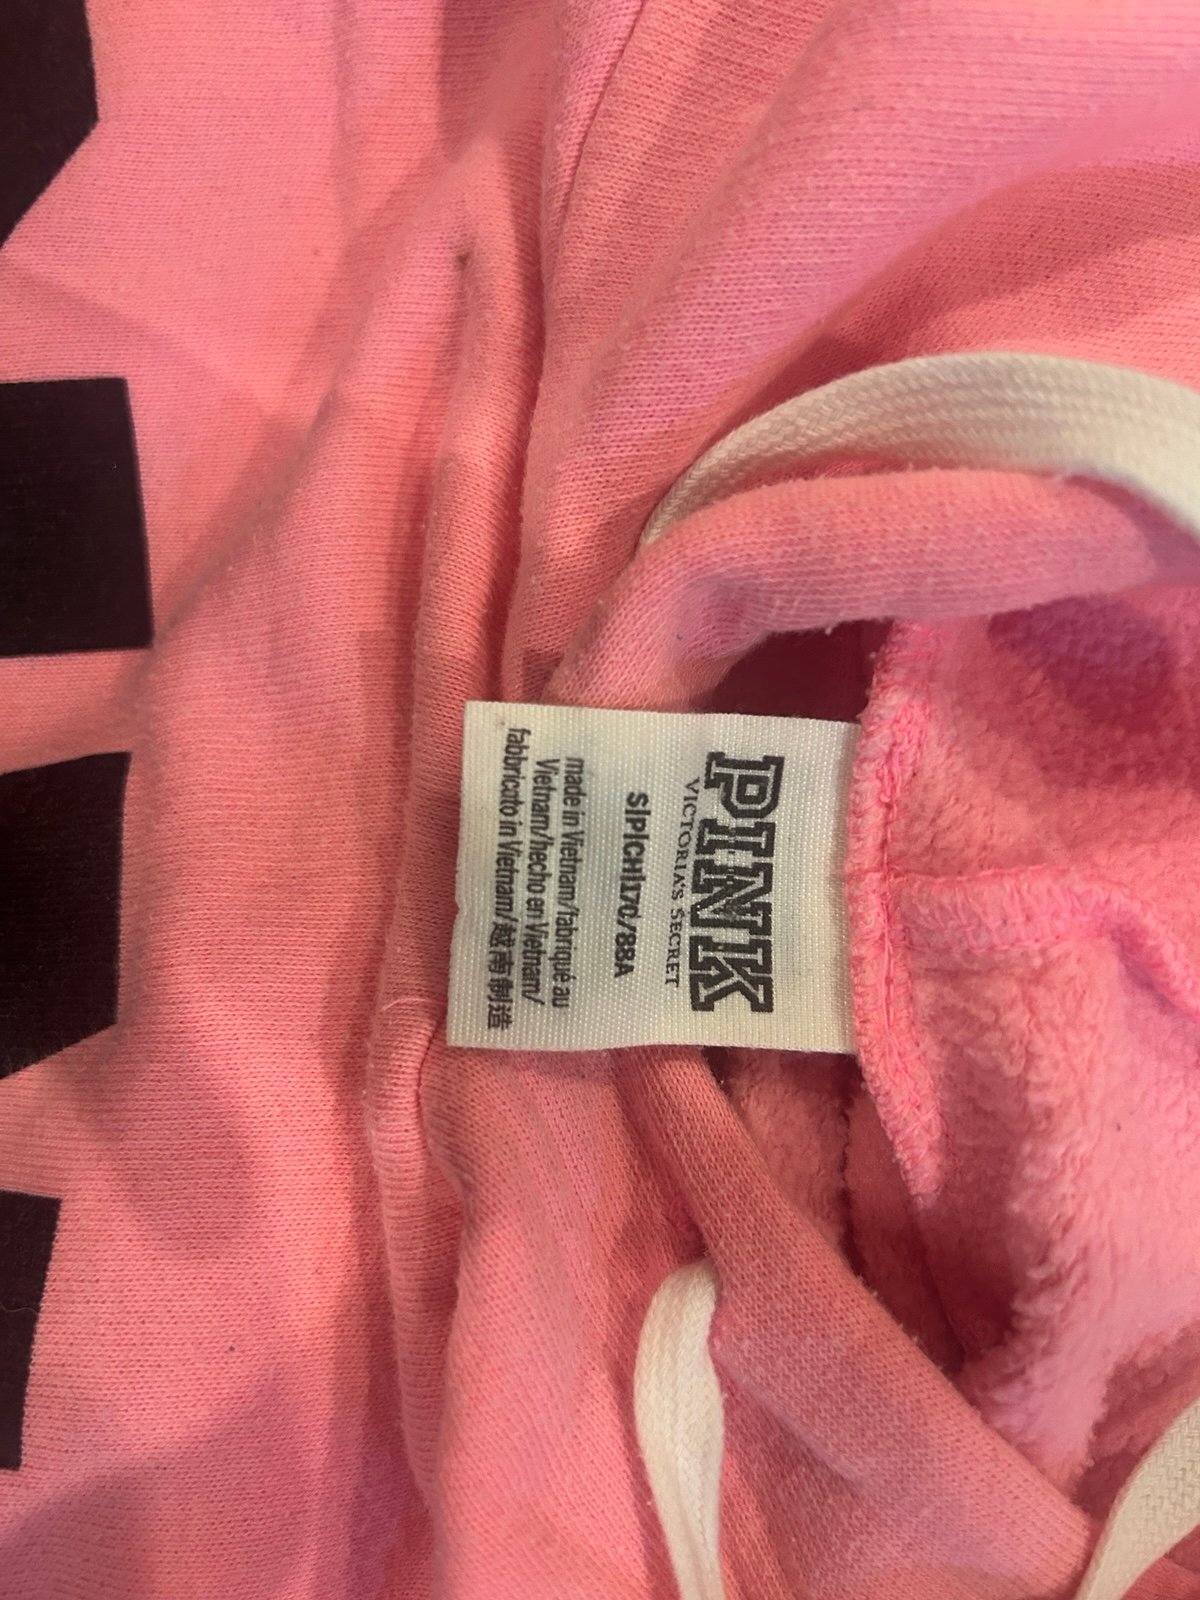 PINK
VICTORIA'S SECRET
S|P|CH|170/88A
made in Vietnam/fabriqué au
Vietnam/hecho en Vietnam/
fabbricato in Vietnam/越南制造